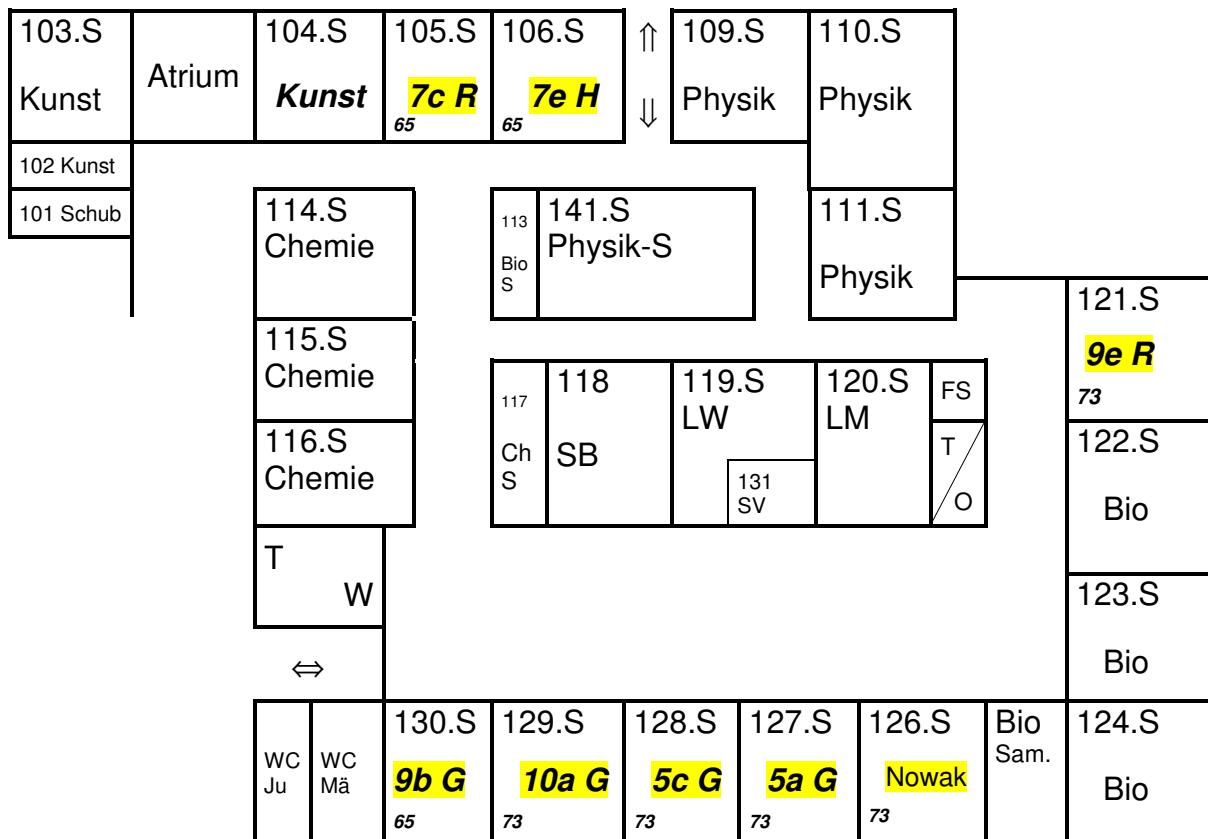 103.S
Kunst
Atrium
104.S
Kunst
105.S
7c R
65
106.S
7e H
65
⇑
⇓
109.S
Physik
110.S
Physik
102 Kunst
101 Schub
114.S
Chemie
113
Bio
S
141.S
Physik-S
111.S
Physik
121.S
9e R
73
115.S
Chemie
117
Ch
S
118
SB
119.S
LW
131
SV
120.S
LM
FS
T
O
116.S
Chemie
122.S
Bio
T
W
123.S
Bio
⇔
WC
Ju
WC
Mä
130.S
9b G
65
129.S
10a G
73
128.S
5c G
73
127.S
5a G
73
126.S
Nowak
73
Bio
Sam.
124.S
Bio